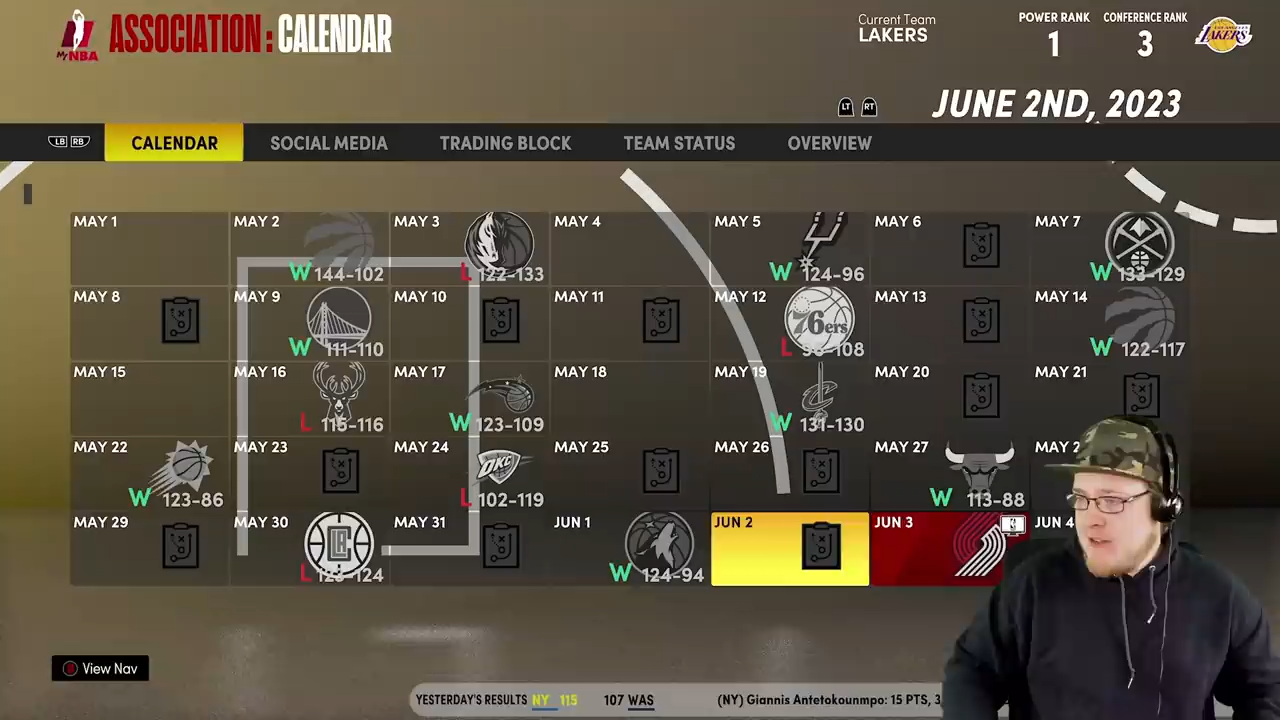 Current Team
LAKERS
POWER RANK
1
CONFERENCE RANK
3
LAKERS
MyNBA
ASSOCIATION: CALENDAR
LT RT
JUNE 2ND, 2023
LB RB
CALENDAR
SOCIAL MEDIA
TRADING BLOCK
TEAM STATUS
OVERVIEW
MAY 1
MAY 2
W 144-102
MAY 3
L 122-133
MAY 4
MAY 5
W 124-96
MAY 6
MAY 7
W 133-129
MAY 8
MAY 9
W 111-110
MAY 10
MAY 11
MAY 12
76ers
L 108
MAY 13
MAY 14
W 122-117
MAY 15
MAY 16
L 115-116
MAY 17
W 123-109
MAY 18
MAY 19
W 131-130
MAY 20
MAY 21
MAY 22
W 123-86
MAY 23
MAY 24
OKC
L 102-119
MAY 25
MAY 26
MAY 27
W 113-88
MAY 2
MAY 29
MAY 30
L 124
MAY 31
JUN 1
W 124-94
JUN 2
JUN 3
JUN 4
View Nav
YESTERDAY'S RESULTS NY 115 107 WAS (NY) Giannis Antetokounmpo: 15 PTS, 3